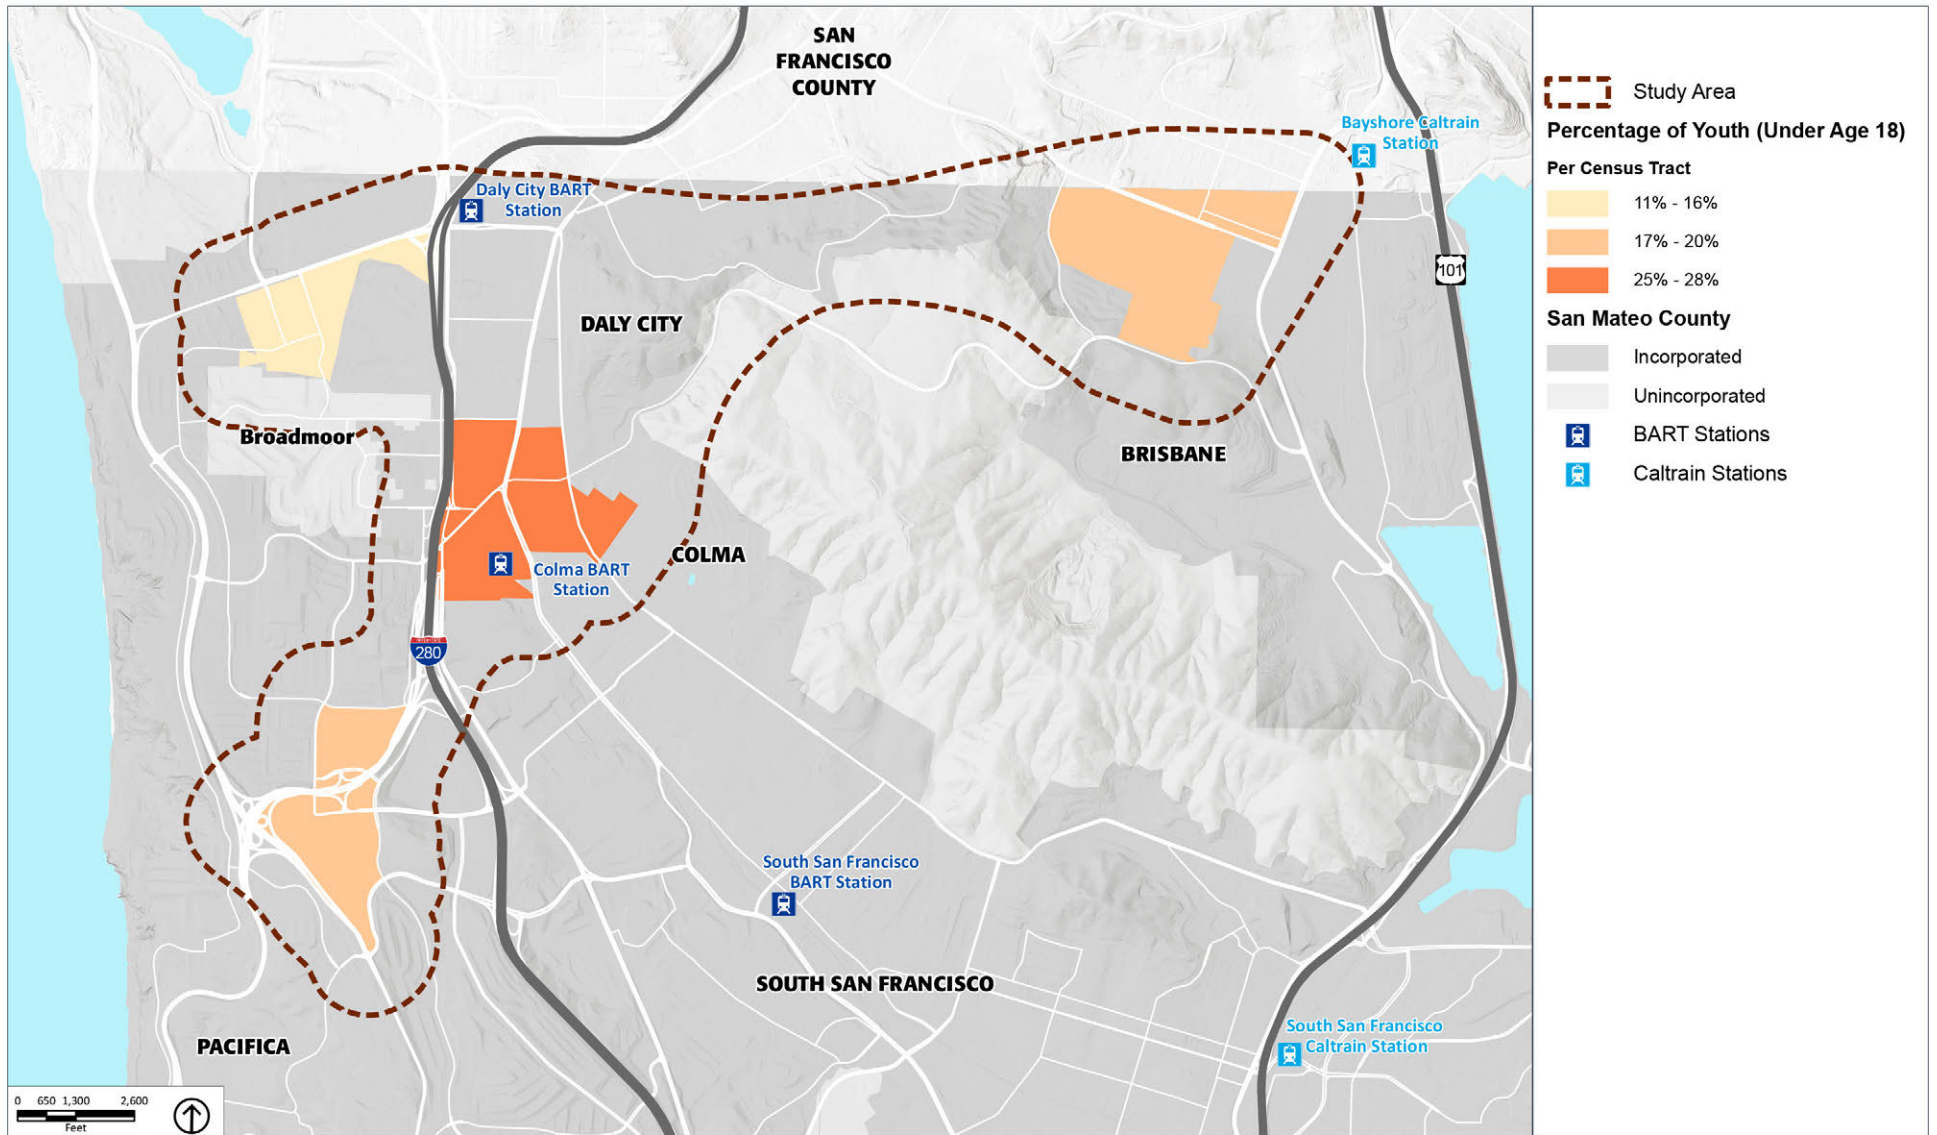 SAN
FRANCISCO
COUNTY
Bayshore Caltrain
Station
Daly City BART
Station
101
DALY CITY
Broadmoor
BRISBANE
COLMA
Colma BART
Station
INTERSTATE
280
South San Francisco
BART Station
SOUTH SAN FRANCISCO
South San Francisco
Caltrain Station
PACIFICA
0 650 1,300 2,600
Feet
Study Area
Percentage of Youth (Under Age 18)
Per Census Tract
11% - 16%
17% - 20%
25% - 28%
San Mateo County
Incorporated
Unincorporated
BART Stations
Caltrain Stations